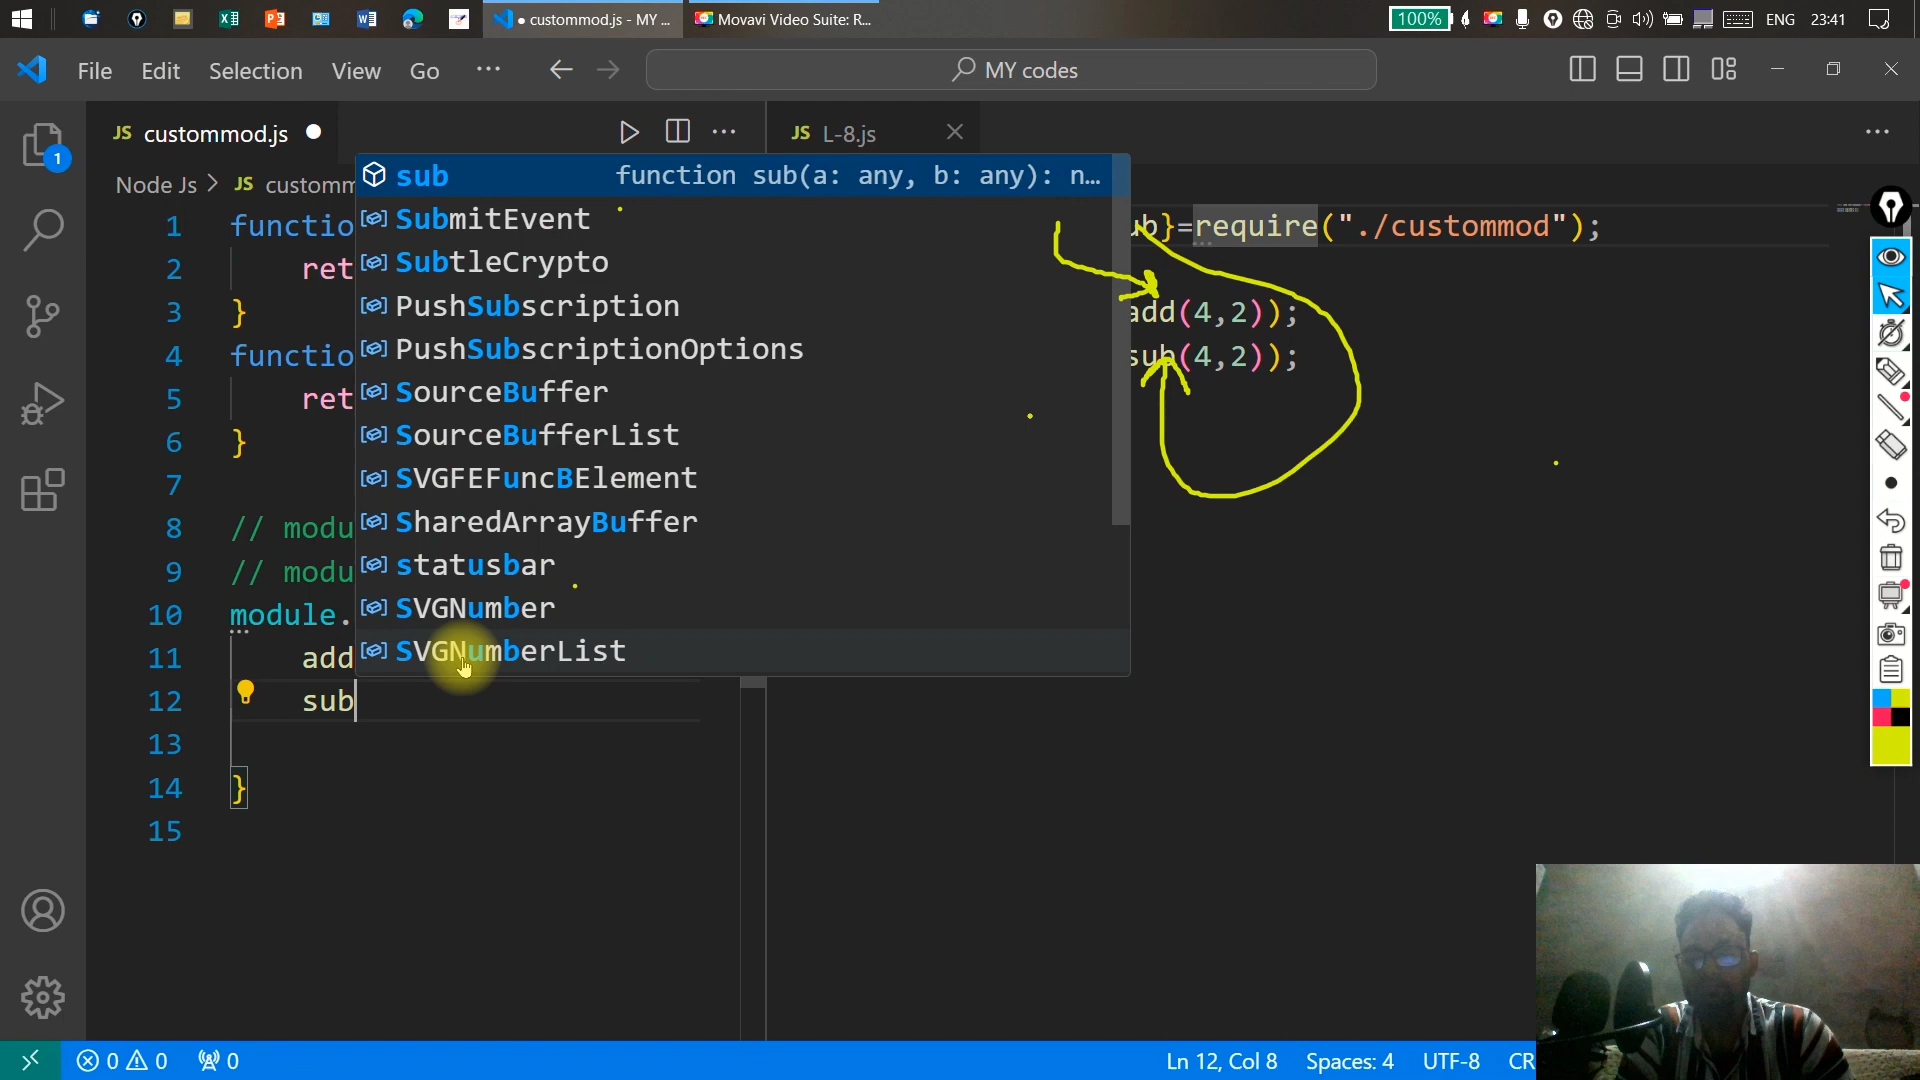 custommod.js - MY ...
Movavi Video Suite: R...
100%
ENG
23:41
File
Edit
Selection
View
Go
MY codes
JS custommod.js
JS L-8.js
1
Node Js > JS custom
sub function sub(a: any, b: any): n...
SubmitEvent
SubtleCrypto
PushSubscription
PushSubscriptionOptions
SourceBuffer
SourceBufferList
SVGFEFuncBElement
SharedArrayBuffer
statusbar
SVGNumber
SVGNumberList
1 functio
2 ret
3 }
4 functio
5 ret
6 }
7
8 // modu
9 // modu
10 module.
11 add
12 sub
13
14 }
15
ub}=require("./custommod");
add(4,2));
sub(4,2));
0 0 0
Ln 12, Col 8
Spaces: 4
UTF-8
CR